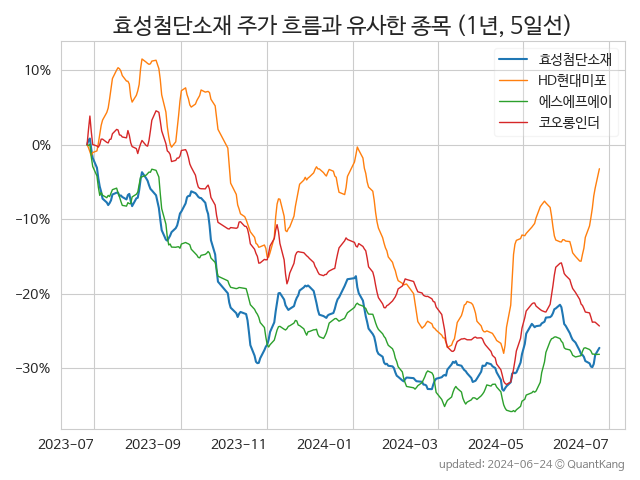 효성첨단소재 주가 흐름과 유사한 종목 (1년, 5일선)
효성첨단소재
HD현대미포
에스에프에이
코오롱인더
10%
0%
−10%
−20%
−30%
2023-07 2023-09 2023-11 2024-01 2024-03 2024-05 2024-07
updated: 2024-06-24 © QuantKang